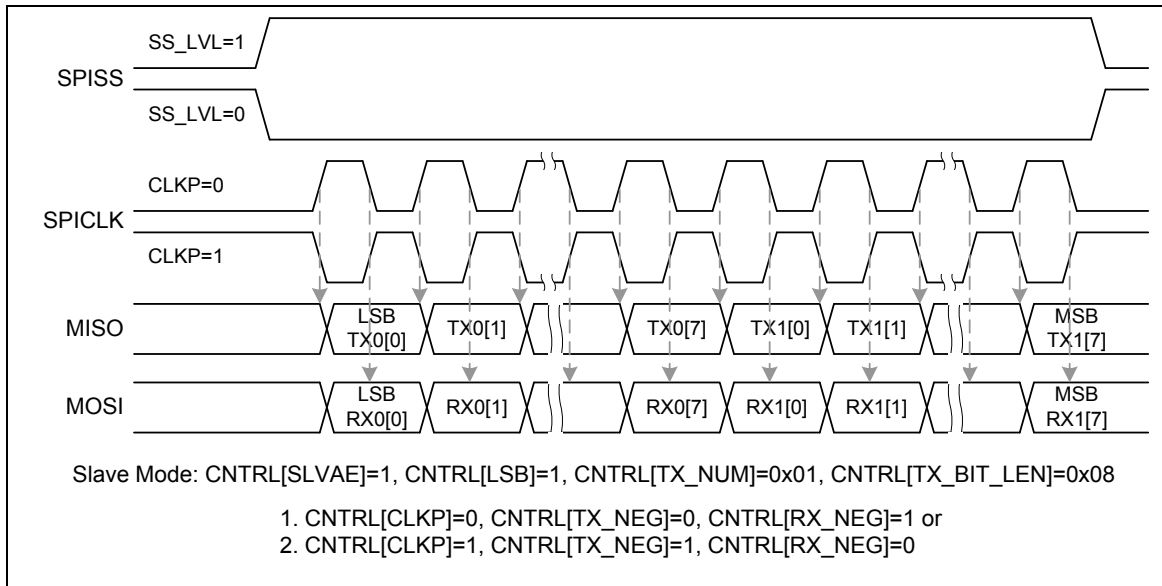 SS_LVL=1
SPISS
SS_LVL=0
CLKP=0
SPICLK
CLKP=1
MISO LSB TX0[0] TX0[1] TX0[7] TX1[0] TX1[1] MSB TX1[7]
MOSI LSB RX0[0] RX0[1] RX0[7] RX1[0] RX1[1] MSB RX1[7]
Slave Mode: CNTRL[SLVAE]=1, CNTRL[LSB]=1, CNTRL[TX_NUM]=0x01, CNTRL[TX_BIT_LEN]=0x08
1. CNTRL[CLKP]=0, CNTRL[TX_NEG]=0, CNTRL[RX_NEG]=1 or
2. CNTRL[CLKP]=1, CNTRL[TX_NEG]=1, CNTRL[RX_NEG]=0